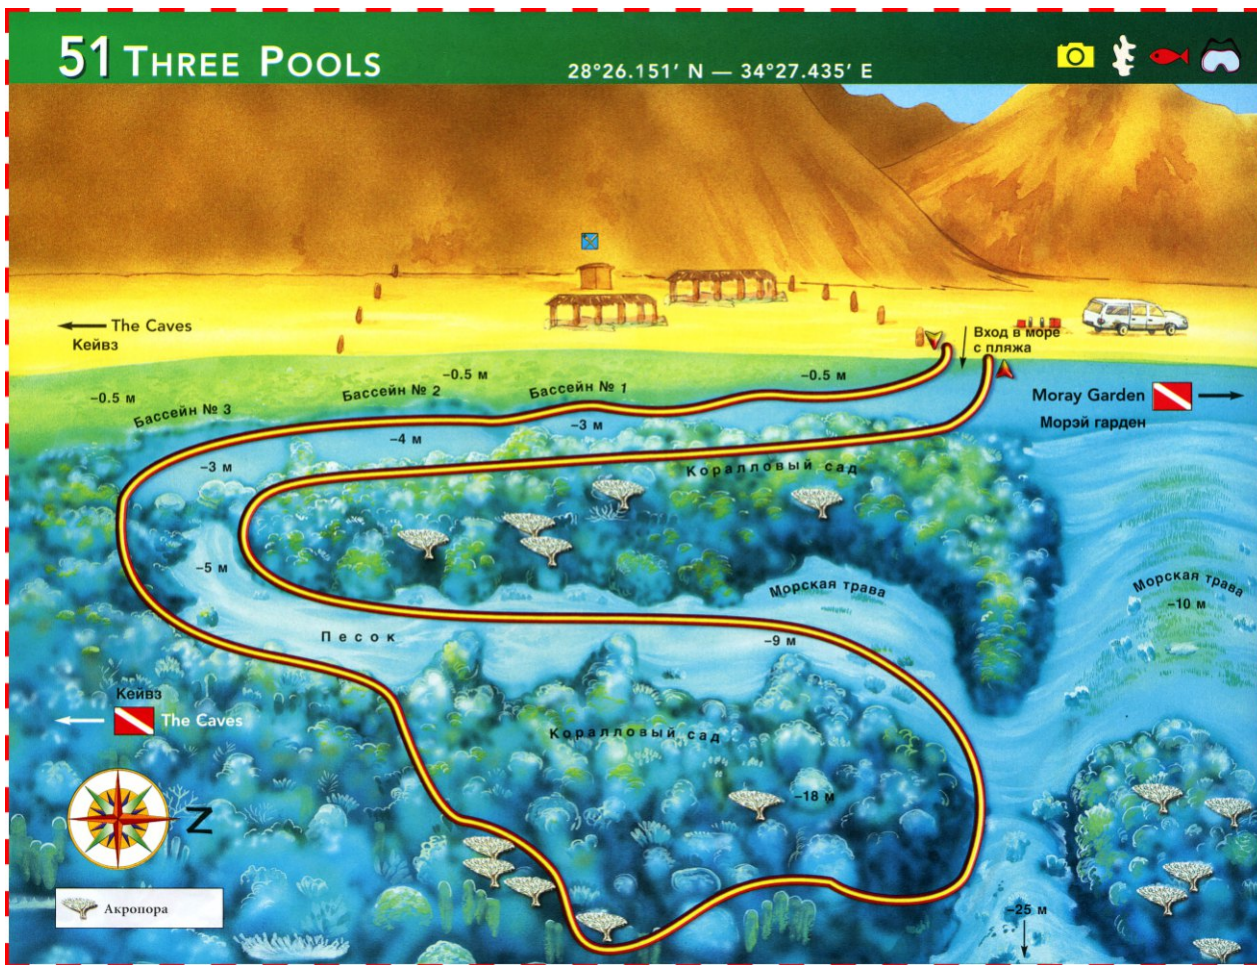 51 THREE POOLS
28°26.151' N — 34°27.435' E
The Caves
Кейвз
Вход в море
с пляжа
-0.5 м
-0.5 м
-0.5 м
Бассейн № 3
Бассейн № 2
Бассейн № 1
Moray Garden
Морэй гарден
-3 м
-4 м
-3 м
Коралловый сад
-5 м
Морская трава
Морская трава
-10 м
Песок
-9 м
Кейвз
The Caves
Коралловый сад
-18 м
N
Акропора
-25 м